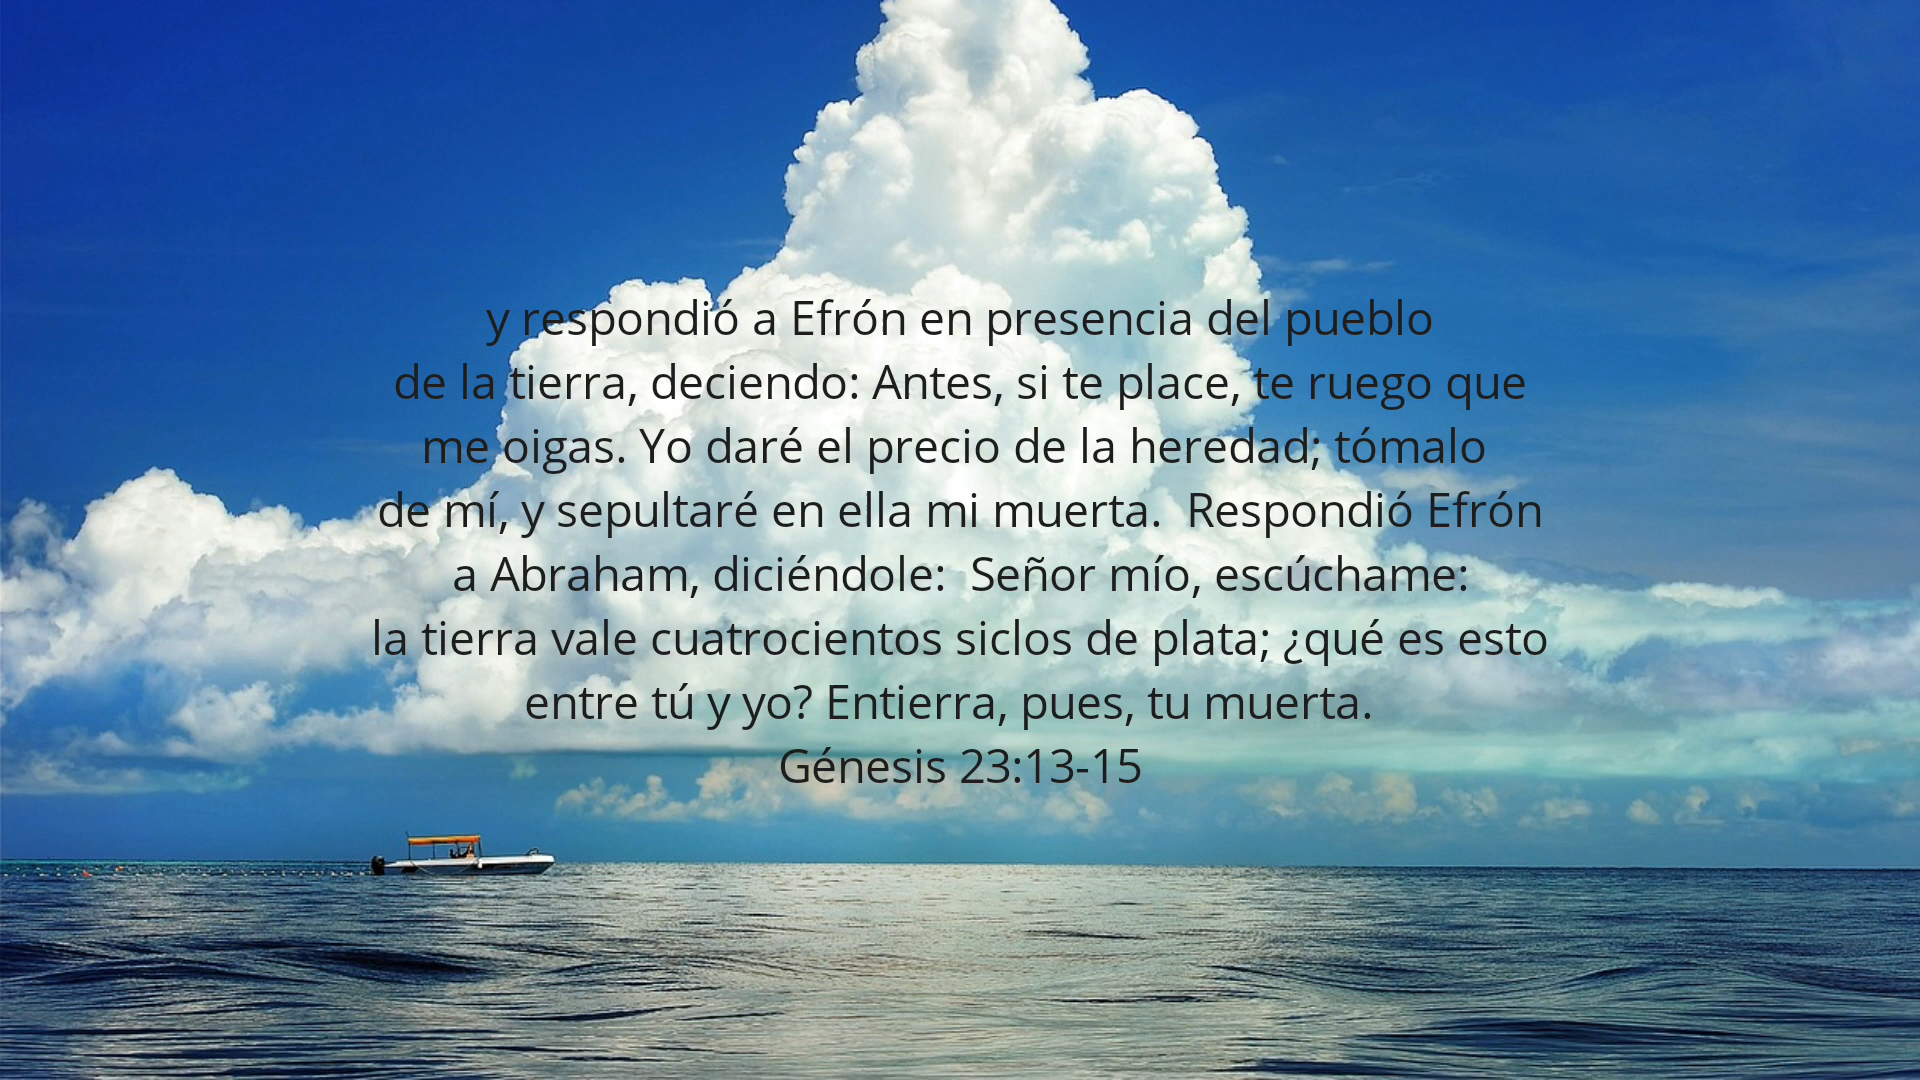 y respondió a Efrón en presencia del pueblo
de la tierra, deciendo: Antes, si te place, te ruego que
me oigas. Yo daré el precio de la heredad; tómalo
de mí, y sepultaré en ella mi muerta.  Respondió Efrón
a Abraham, diciéndole:  Señor mío, escúchame:
la tierra vale cuatrocientos siclos de plata; ¿qué es esto
entre tú y yo? Entierra, pues, tu muerta.
Génesis 23:13-15